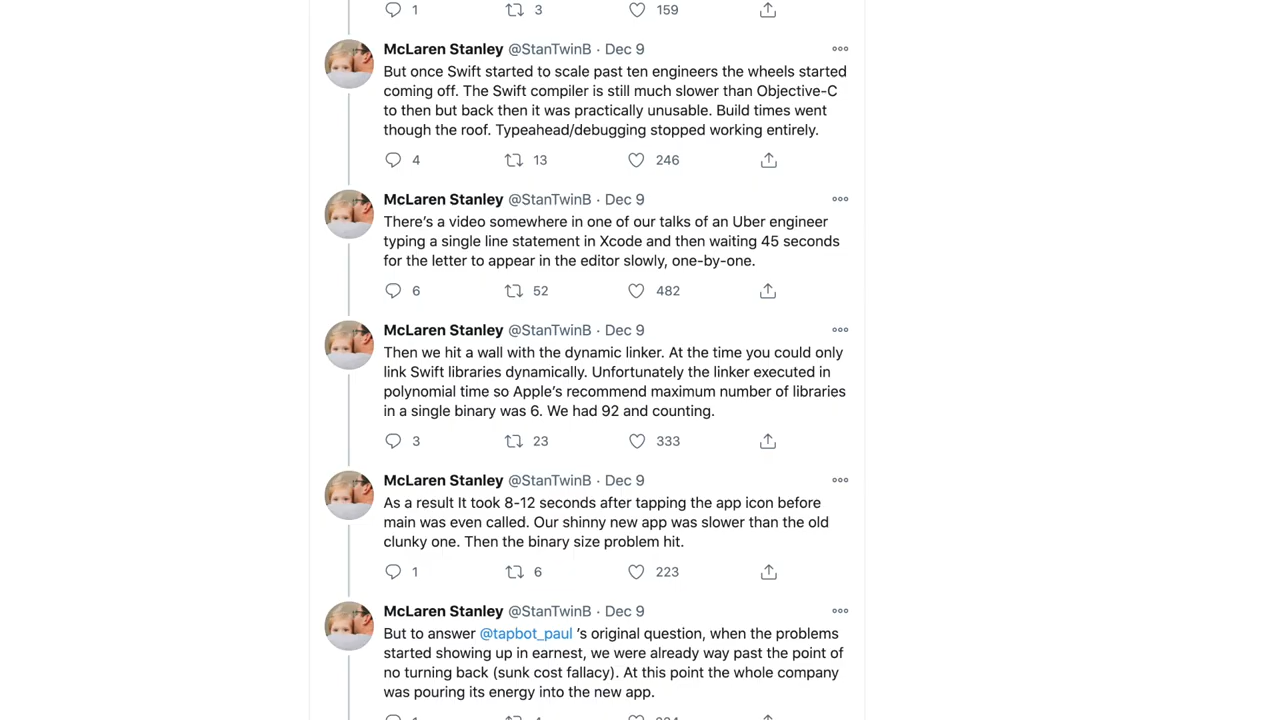 1 3 159
McLaren Stanley @StanTwinB · Dec 9
But once Swift started to scale past ten engineers the wheels started
coming off. The Swift compiler is still much slower than Objective-C
to then but back then it was practically unusable. Build times went
though the roof. Typeahead/debugging stopped working entirely.
4 13 246
McLaren Stanley @StanTwinB · Dec 9
There's a video somewhere in one of our talks of an Uber engineer
typing a single line statement in Xcode and then waiting 45 seconds
for the letter to appear in the editor slowly, one-by-one.
6 52 482
McLaren Stanley @StanTwinB · Dec 9
Then we hit a wall with the dynamic linker. At the time you could only
link Swift libraries dynamically. Unfortunately the linker executed in
polynomial time so Apple's recommend maximum number of libraries
in a single binary was 6. We had 92 and counting.
3 23 333
McLaren Stanley @StanTwinB · Dec 9
As a result It took 8-12 seconds after tapping the app icon before
main was even called. Our shinny new app was slower than the old
clunky one. Then the binary size problem hit.
1 6 223
McLaren Stanley @StanTwinB · Dec 9
But to answer @tapbot_paul 's original question, when the problems
started showing up in earnest, we were already way past the point of
no turning back (sunk cost fallacy). At this point the whole company
was pouring its energy into the new app.